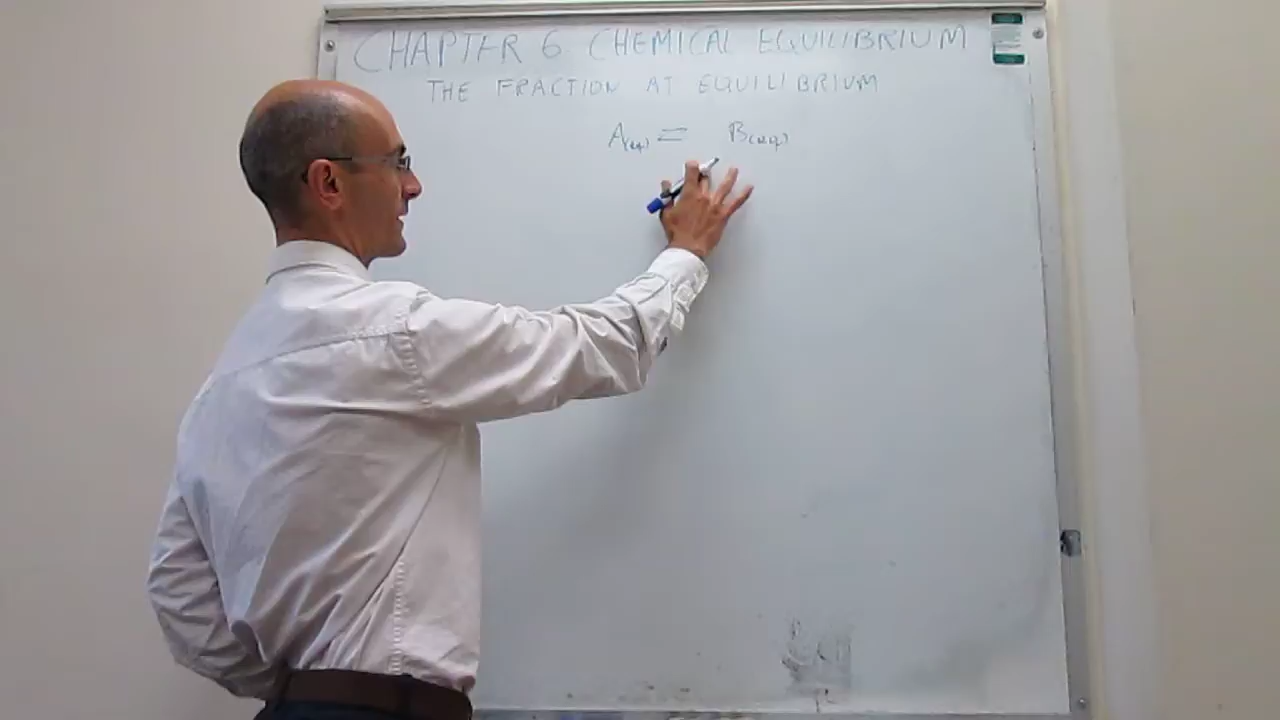 CHAPTER 6 CHEMICAL EQUILIBRIUM
THE FRACTION AT EQUILIBRIUM
A(aq) ⇌ B(aq)